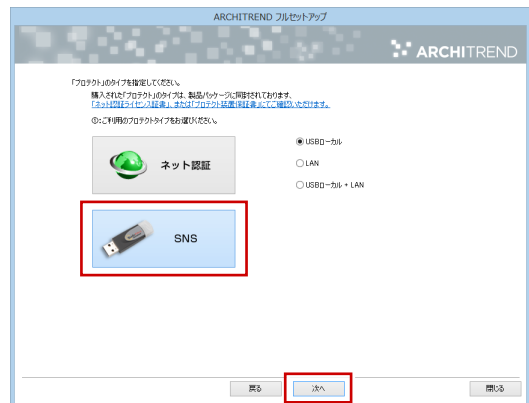 ARCHITREND フルセットアップ
ARCHITREND
「プロテクト」のタイプを指定してください。
購入された「プロテクト」のタイプは、製品パッケージに同封されております、
「ネット認証ライセンス証書」、または「プロテクト装置保証書」にてご確認いただけます。
①:ご利用のプロテクトタイプをお選びください。
ネット認証
USBローカル
LAN
USBローカル + LAN
SNS
戻る
次へ
閉じる